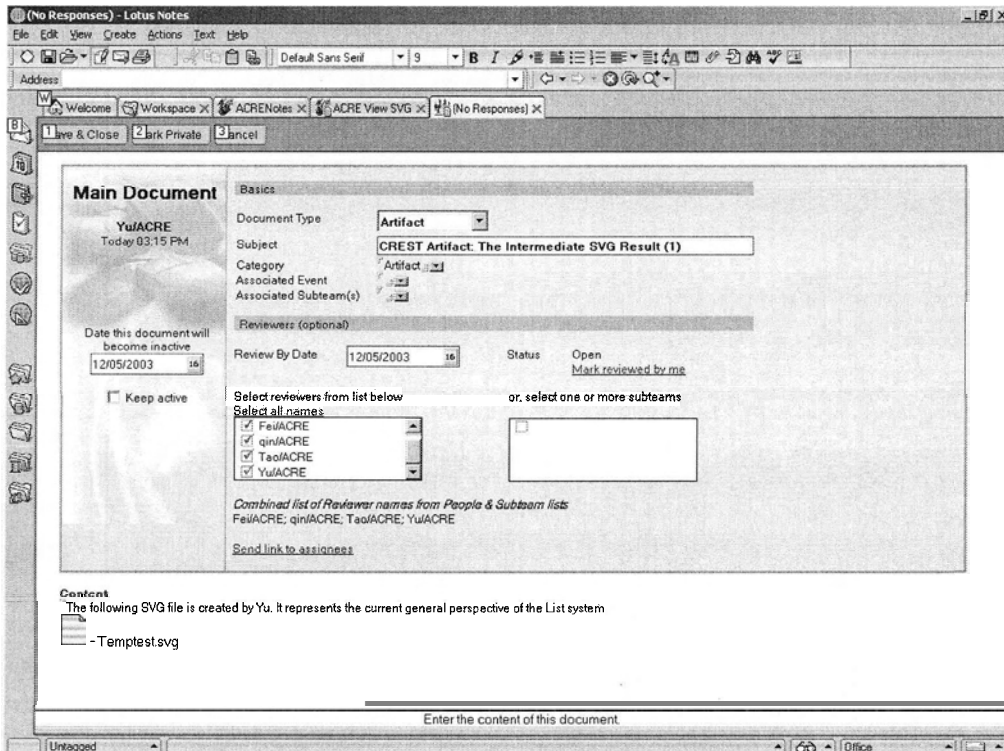 (No Responses) - Lotus Notes
File Edit View Create Actions Text Help
Default Sans Serif 9 B I
Address
W Welcome Workspace ACRENotes ACRE View SVG (No Responses)
1 ave & Close 2 ark Private 3 ancel
B
Main Document
Yu/ACRE
Today 03:15 PM
Date this document will
become inactive
12/05/2003 16
Keep active
Basics
Document Type Artifact
Subject CREST Artifact: The Intermediate SVG Result (1)
Category Artifact
Associated Event
Associated Subteam(s)
Reviewers (optional)
Review By Date 12/05/2003 16 Status Open
Mark reviewed by me
Select reviewers from list below or, select one or more subteams
Select all names
Fei/ACRE
qin/ACRE
Tao/ACRE
Yu/ACRE
Combined list of Reviewer names from People & Subteam lists
Fei/ACRE; qin/ACRE; Tao/ACRE; Yu/ACRE
Send link to assignees
Content
The following SVG file is created by Yu. It represents the current general perspective of the List system
- Temptest.svg
Enter the content of this document.
Untagged Office